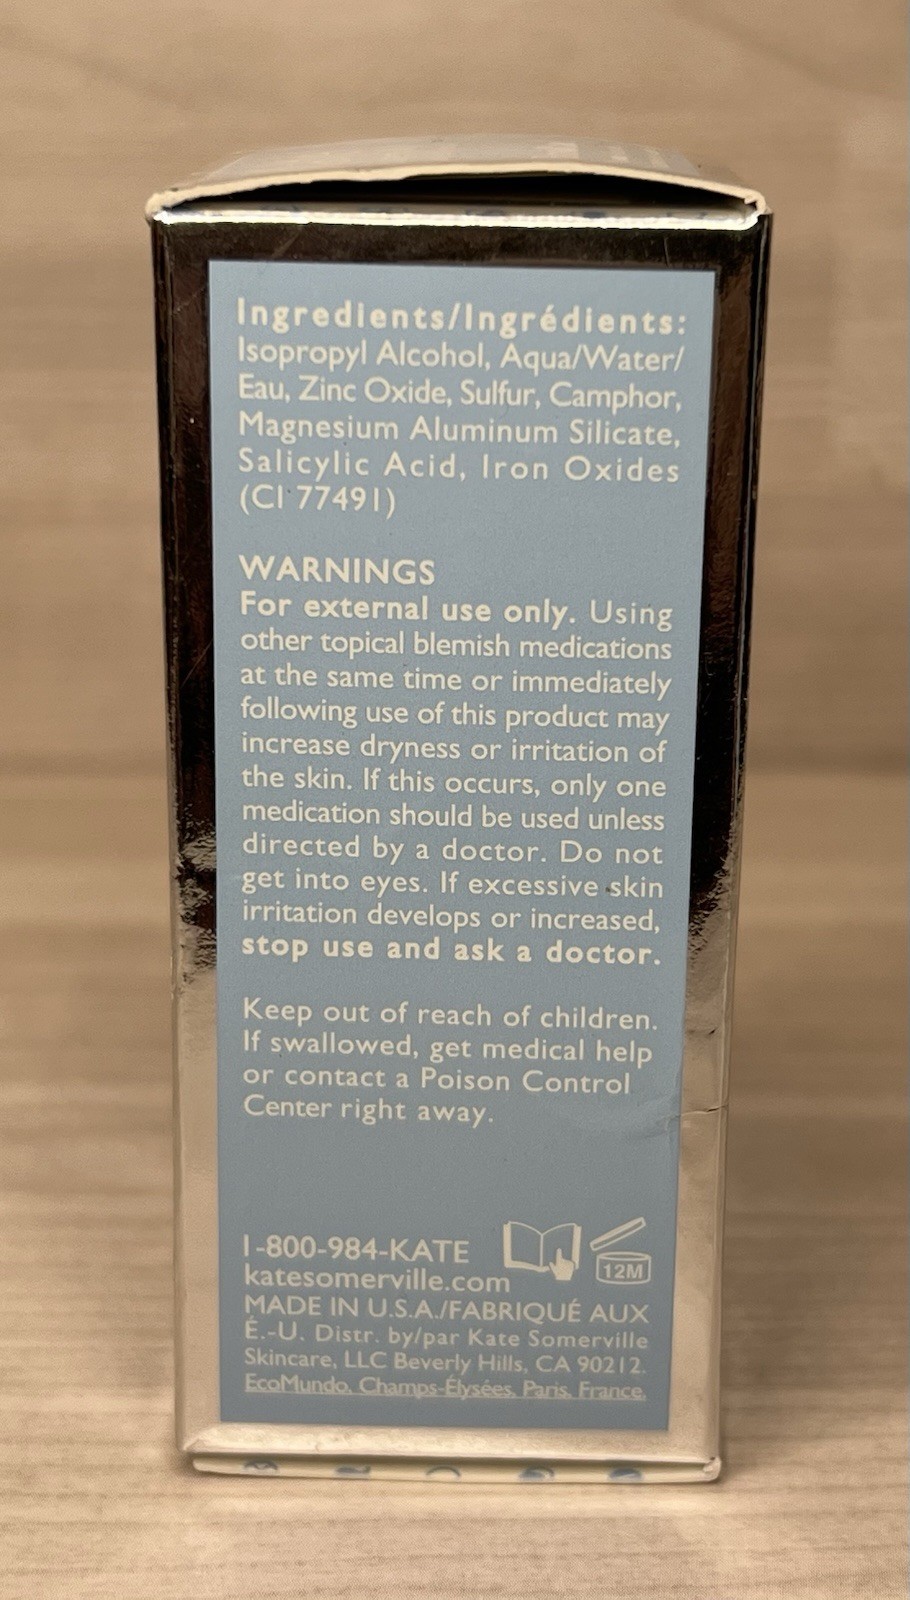 Ingredients/Ingrédients:
Isopropyl Alcohol, Aqua/Water/
Eau, Zinc Oxide, Sulfur, Camphor,
Magnesium Aluminum Silicate,
Salicylic Acid, Iron Oxides
(CI 77491)
WARNINGS
For external use only. Using
other topical blemish medications
at the same time or immediately
following use of this product may
increase dryness or irritation of
the skin. If this occurs, only one
medication should be used unless
directed by a doctor. Do not
get into eyes. If excessive skin
irritation develops or increased,
stop use and ask a doctor.
Keep out of reach of children.
If swallowed, get medical help
or contact a Poison Control
Center right away.
1-800-984-KATE
katesomerville.com
12M
MADE IN U.S.A./FABRIQUÉ AUX
É.-U. Distr. by/par Kate Somerville
Skincare, LLC Beverly Hills, CA 90212.
EcoMundo, Champs-Élysées, Paris, France.